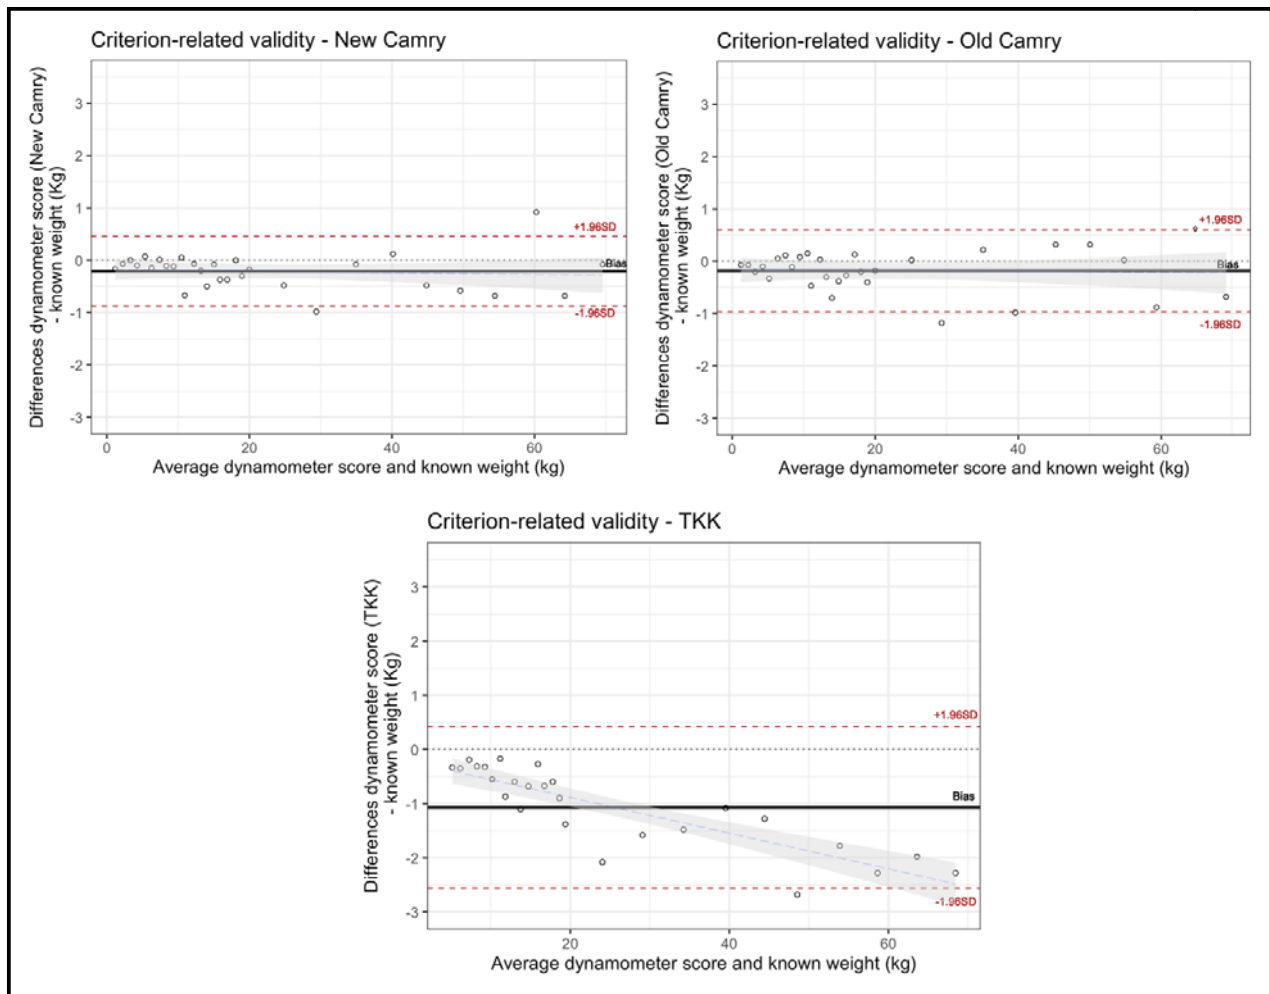 Criterion-related validity - New Camry
Differences dynamometer score (New Camry)
- known weight (Kg)
3
2
1
0
-1
-2
-3
+1.96SD
Bias
-1.96SD
0
20
40
60
Average dynamometer score and known weight (kg)
Criterion-related validity - Old Camry
Differences dynamometer score (Old Camry)
- known weight (Kg)
3
2
1
0
-1
-2
-3
+1.96SD
Bias
-1.96SD
0
20
40
60
Average dynamometer score and known weight (kg)
Criterion-related validity - TKK
Differences dynamometer score (TKK)
- known weight (Kg)
3
2
1
0
-1
-2
-3
+1.96SD
Bias
-1.96SD
20
40
60
Average dynamometer score and known weight (kg)